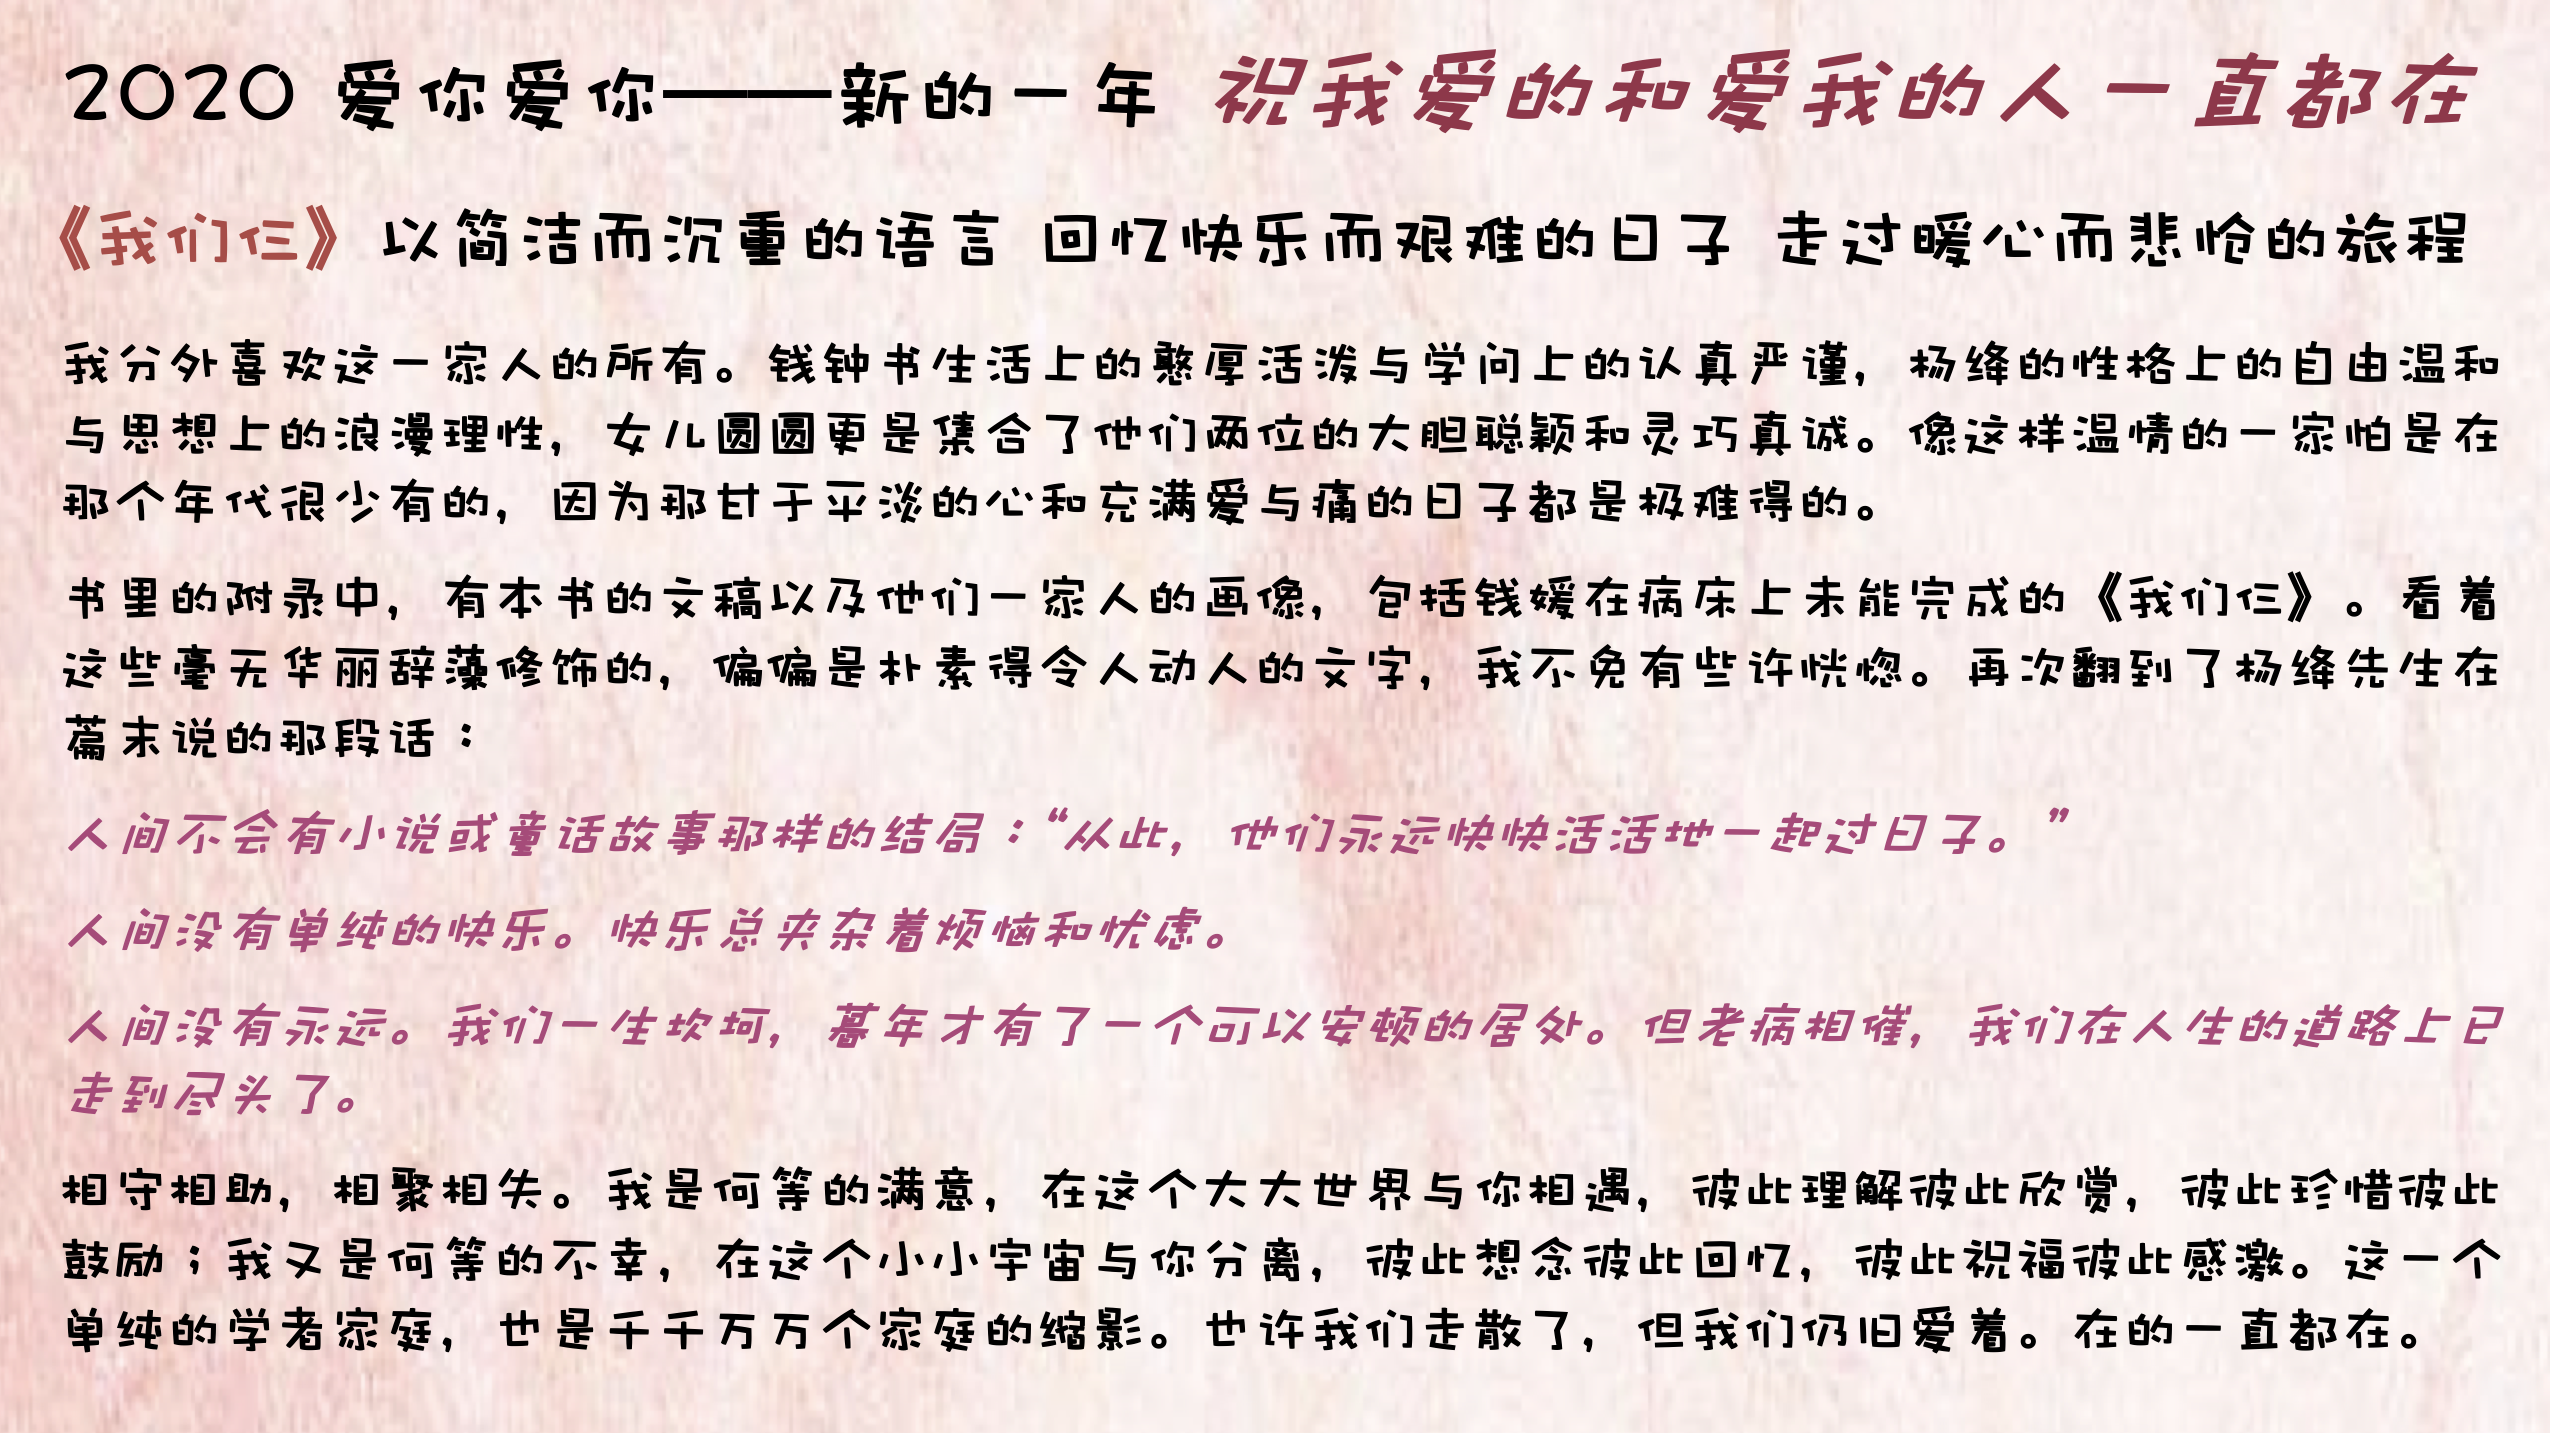 2020 爱你爱你——新的一年 祝我爱的和爱我的人一直都在
《我们仨》 以简洁而沉重的语言 回忆快乐而艰难的日子 走过暖心而悲怆的旅程
我分外喜欢这一家人的所有。钱钟书生活上的憨厚活泼与学问上的认真严谨，杨绛的性格上的自由温和
与思想上的浪漫理性，女儿圆圆更是集合了他们两位的大胆聪颖和灵巧真诚。像这样温情的一家怕是在
那个年代很少有的，因为那甘于平淡的心和充满爱与痛的日子都是极难得的。
书里的附录中，有本书的文稿以及他们一家人的画像，包括钱媛在病床上未能完成的《我们仨》。看着
这些毫无华丽辞藻修饰的，偏偏是朴素得令人动人的文字，我不免有些许恍惚。再次翻到了杨绛先生在
篇末说的那段话：
人间不会有小说或童话故事那样的结局：“从此，他们永远快快活活地一起过日子。”
人间没有单纯的快乐。快乐总夹杂着烦恼和忧虑。
人间没有永远。我们一生坎坷，暮年才有了一个可以安顿的居处。但老病相催，我们在人生的道路上已
走到尽头了。
相守相助，相聚相失。我是何等的满意，在这个大大世界与你相遇，彼此理解彼此欣赏，彼此珍惜彼此
鼓励；我又是何等的不幸，在这个小小宇宙与你分离，彼此想念彼此回忆，彼此祝福彼此感激。这一个
单纯的学者家庭，也是千千万万个家庭的缩影。也许我们走散了，但我们仍旧爱着。在的一直都在。